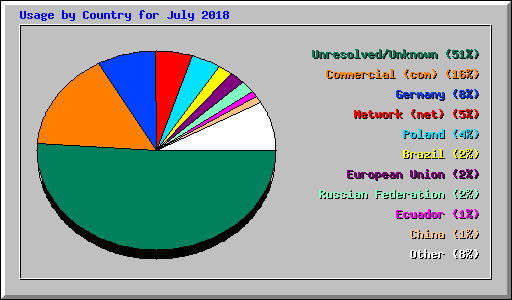 Usage by Country for July 2018
Unresolved/Unknown (51%)
Commercial (com) (16%)
Germany (8%)
Network (net) (5%)
Poland (4%)
Brazil (2%)
European Union (2%)
Russian Federation (2%)
Ecuador (1%)
China (1%)
Other (8%)